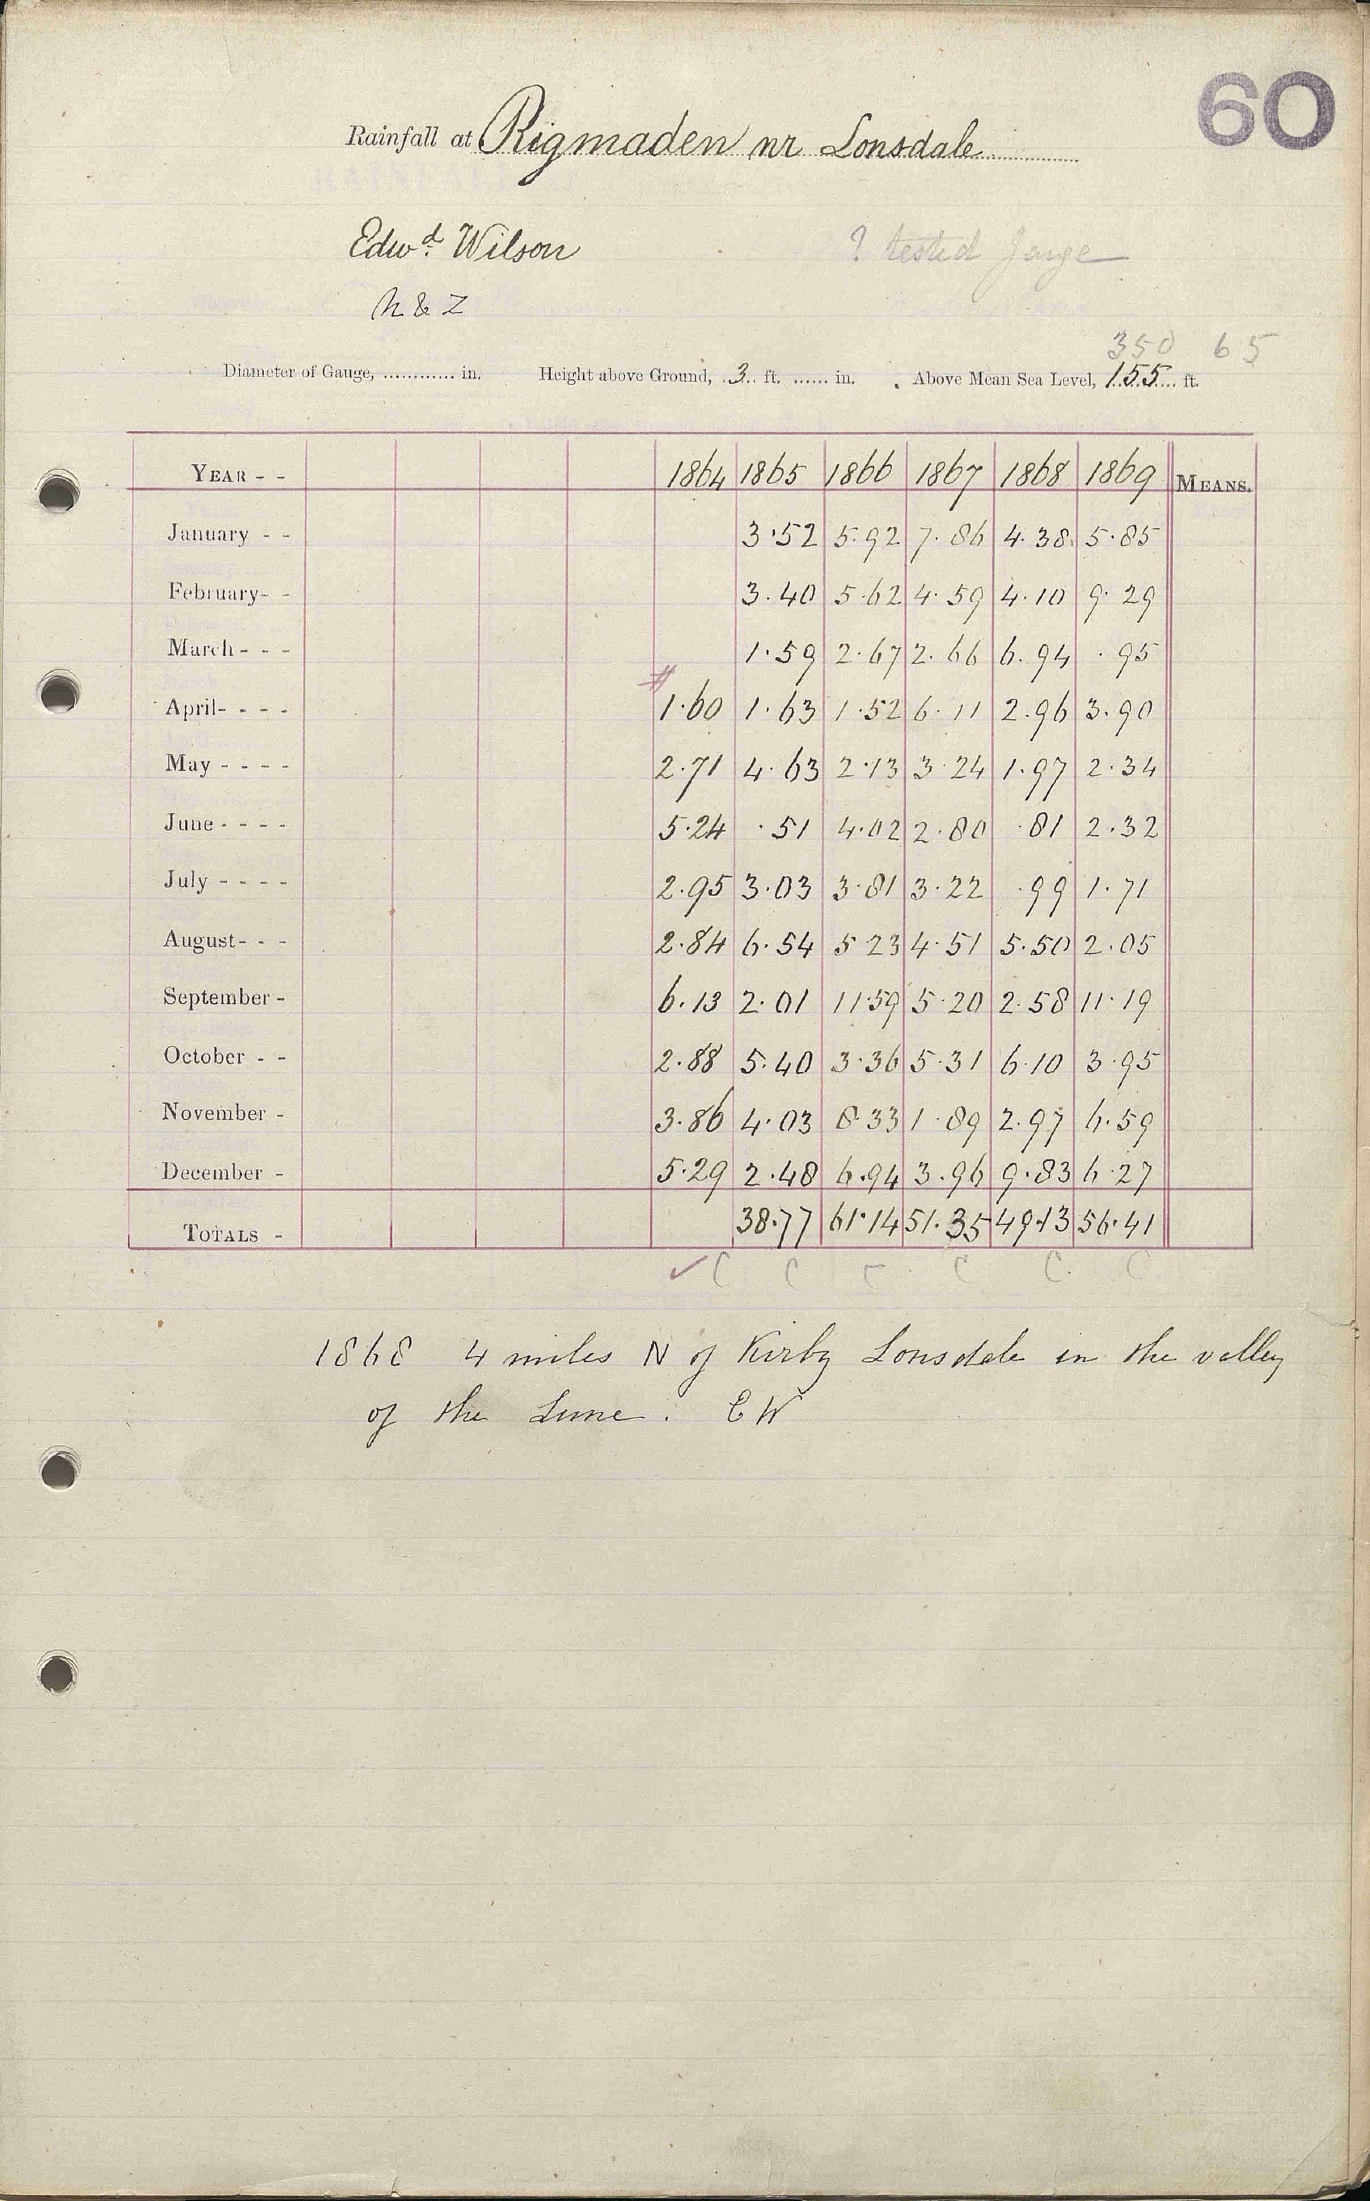 60
Rainfall at Rigmaden nr Lonsdale
Edwd. Wilson
? tested Jange
N & Z
350 65
Diameter of Gauge, ............ in. Height above Ground, 3 ft. ...... in. Above Mean Sea Level, 155 ft.
YEAR - - 1864 1865 1866 1867 1868 1869 MEANS.
January - - 3.52 5.92 7.86 4.38 5.85
February- - 3.40 5.62 4.59 4.10 9.29
March - - - 1.59 2.67 2.66 6.94 .95
April- - - - 1.60 1.63 1.52 6.11 2.96 3.90
May - - - - 2.71 4.63 2.13 3.24 1.97 2.34
June - - - - 5.24 .51 4.02 2.80 .81 2.32
July - - - - 2.95 3.03 3.81 3.22 .99 1.71
August- - - 2.84 6.54 5 23 4.51 5.50 2.05
September - 6.13 2.01 11.59 5.20 2.58 11.19
October - - 2.88 5.40 3.36 5.31 6.10 3.95
November - 3.86 4.03 8.33 1.89 2.97 6.59
December - 5.29 2.48 6.94 3.96 9.83 6.27
TOTALS - 38.77 61.14 51.35 49.13 56.41
✓ C C C C C. C
1868 4 miles N of Kirby Lonsdale in the valley
of the Lune. EW